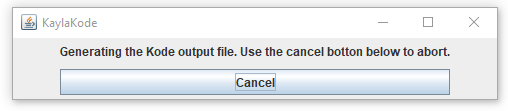 KaylaKode
Generating the Kode output file. Use the cancel botton below to abort.
Cancel